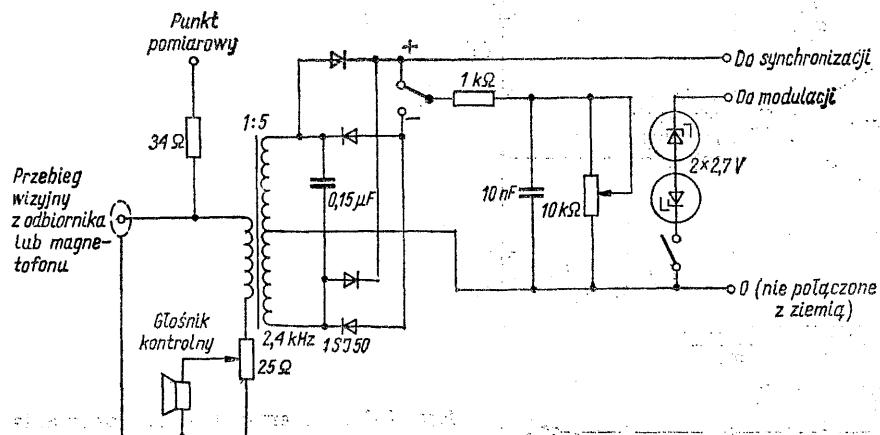 Punkt
pomiarowy
34 Ω
Przebieg
wizyjny
z odbiornika
lub magne-
tofonu
Głośnik
kontrolny
25 Ω
1:5
0,15 µF
2,4 kHz
+
−
1 kΩ
10 nF
10 kΩ
2×2,7 V
Do synchronizacji
Do modulacji
0 (nie połączone
z ziemią)